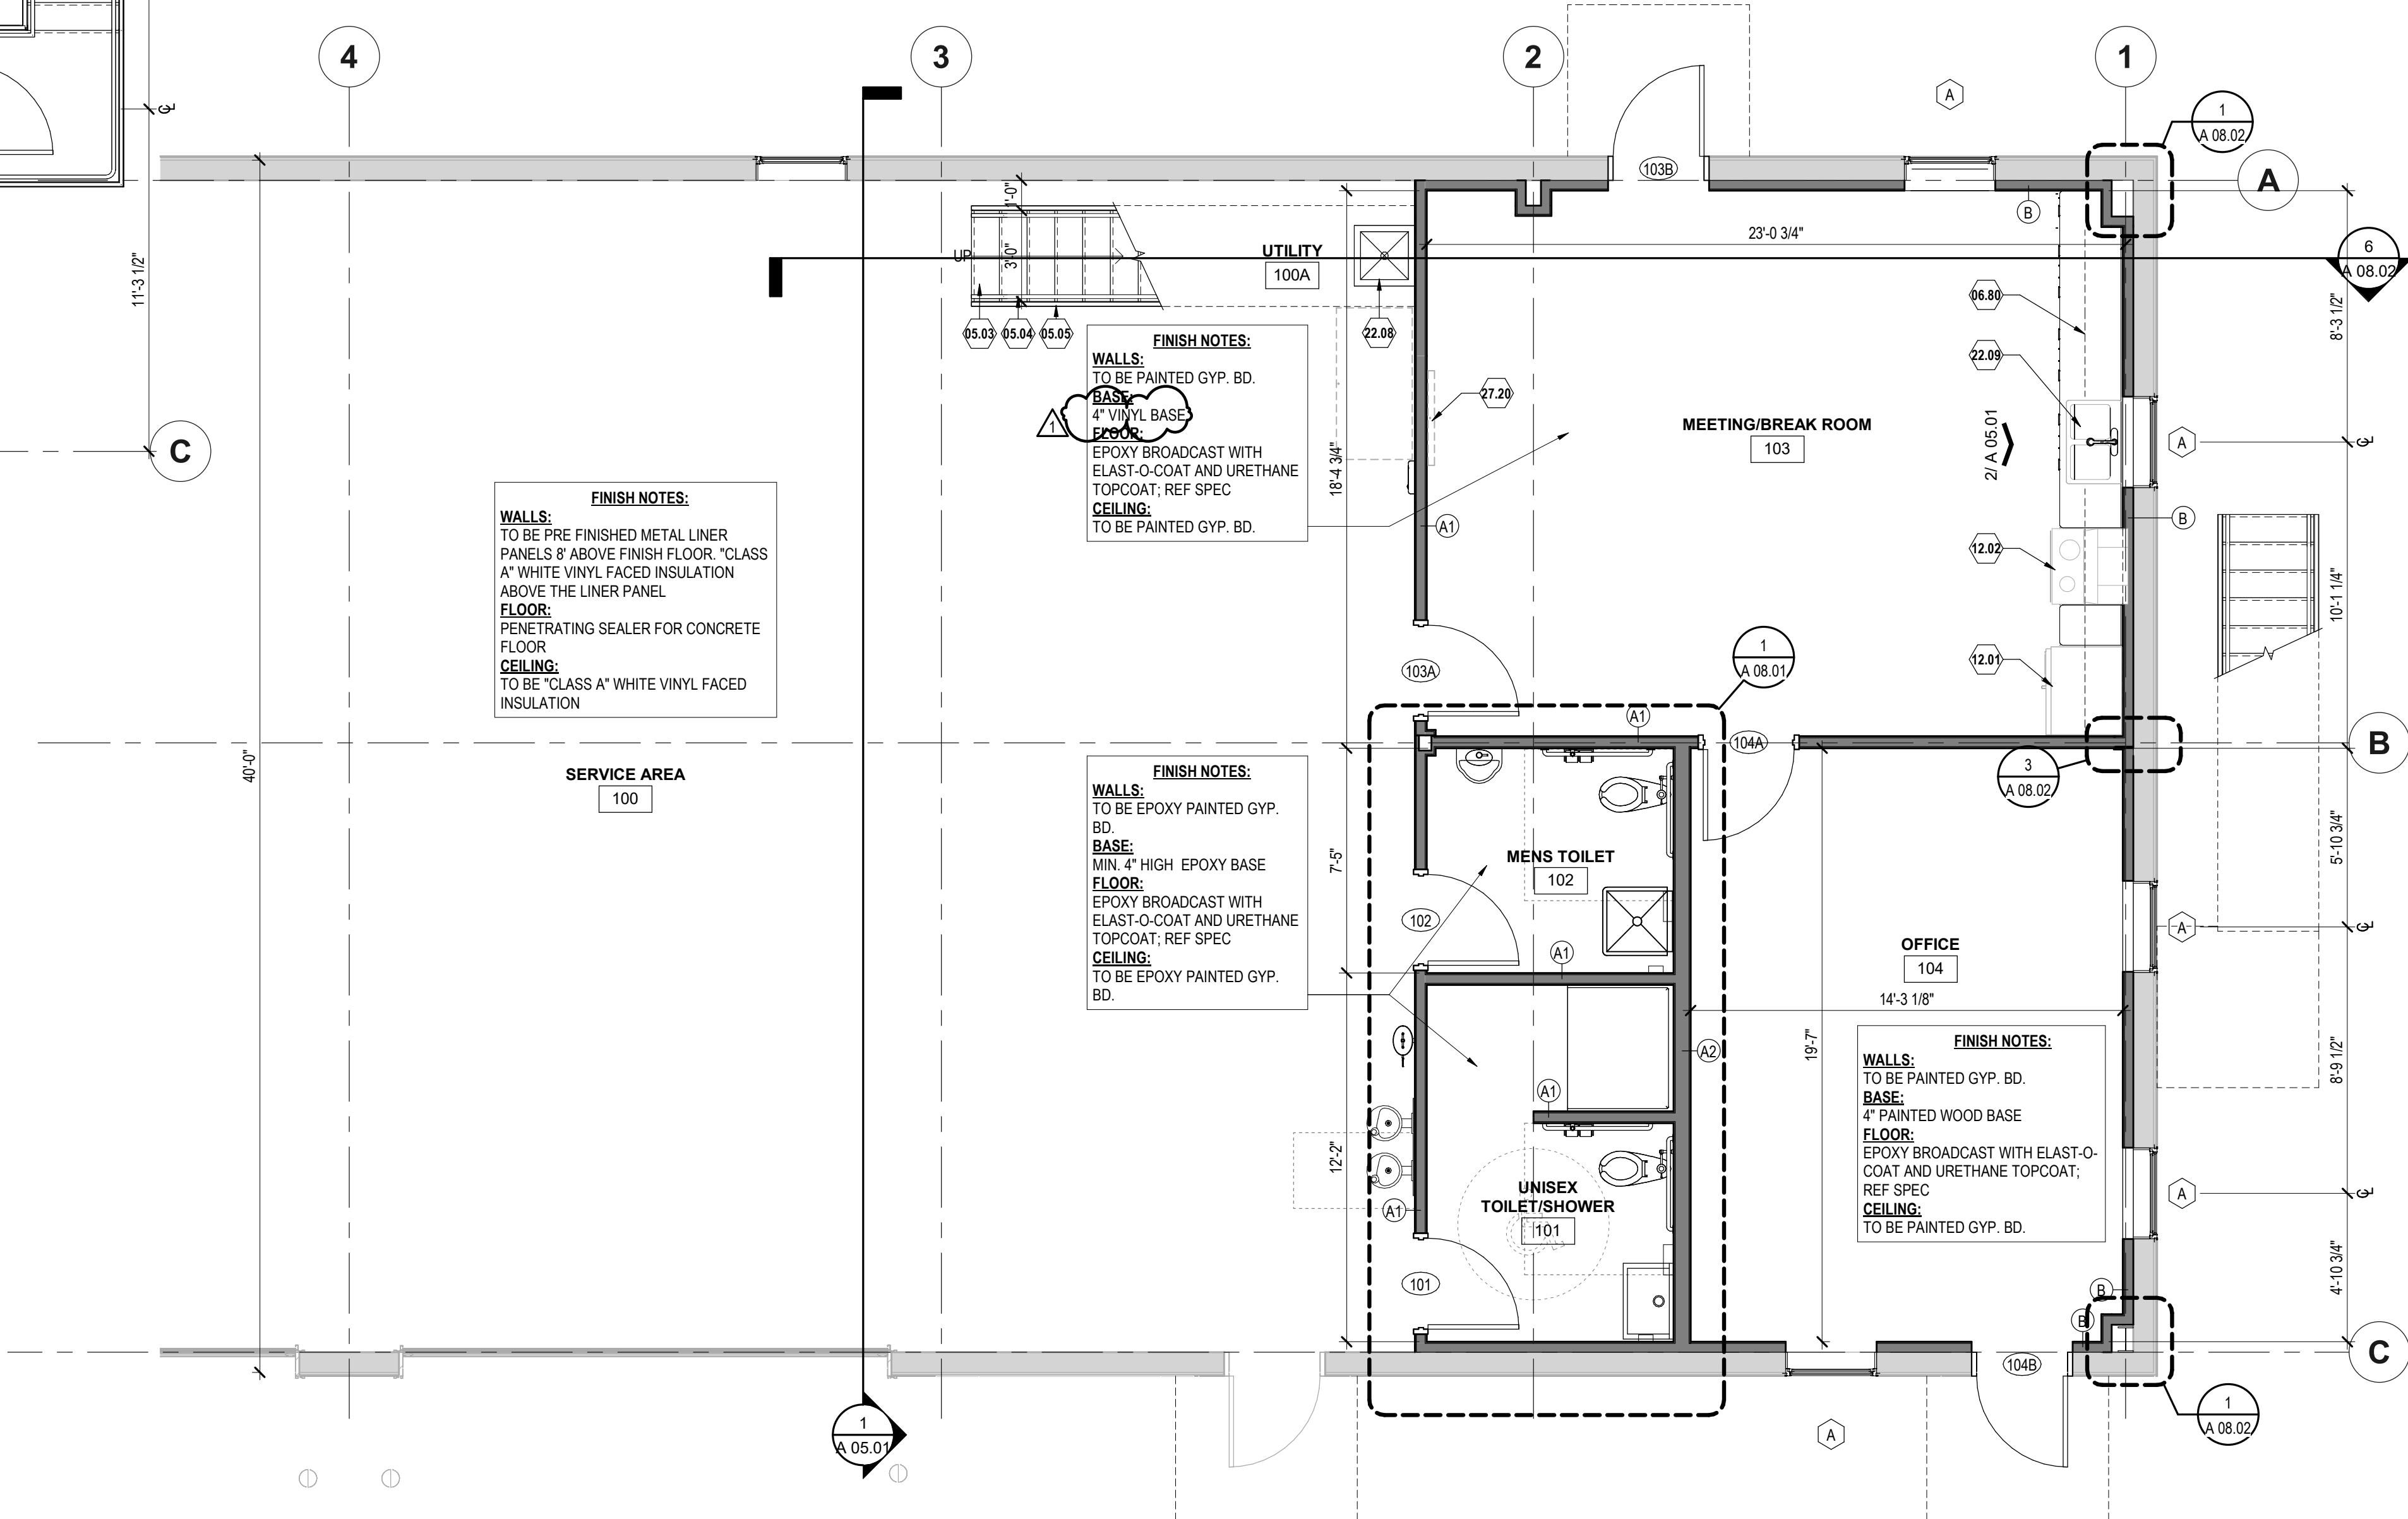 4
3
2
1
A
1
A 08.02
103B
A
B
23'-0 3/4"
1'-0"
3'-0"
UP
UTILITY
100A
6
A 08.02
11'-3 1/2"
8'-3 1/2"
06.80
05.03
05.04
05.05
22.08
22.09
27.20
FINISH NOTES:
WALLS:
TO BE PAINTED GYP. BD.
BASE:
4" VINYL BASE
FLOOR:
EPOXY BROADCAST WITH
ELAST-O-COAT AND URETHANE
TOPCOAT; REF SPEC
CEILING:
TO BE PAINTED GYP. BD.
1
MEETING/BREAK ROOM
103
2/ A 05.01
A
C
18'-4 3/4"
A1
B
12.02
12.01
10'-1 1/4"
FINISH NOTES:
WALLS:
TO BE PRE FINISHED METAL LINER
PANELS 8' ABOVE FINISH FLOOR. "CLASS
A" WHITE VINYL FACED INSULATION
ABOVE THE LINER PANEL
FLOOR:
PENETRATING SEALER FOR CONCRETE
FLOOR
CEILING:
TO BE "CLASS A" WHITE VINYL FACED
INSULATION
103A
1
A 08.01
A1
104A
B
3
A 08.02
40'-0"
SERVICE AREA
100
FINISH NOTES:
WALLS:
TO BE EPOXY PAINTED GYP.
BD.
BASE:
MIN. 4" HIGH EPOXY BASE
FLOOR:
EPOXY BROADCAST WITH
ELAST-O-COAT AND URETHANE
TOPCOAT; REF SPEC
CEILING:
TO BE EPOXY PAINTED GYP.
BD.
7'-5"
MENS TOILET
102
102
A1
5'-10 3/4"
A
OFFICE
104
14'-3 1/8"
19'-7"
A2
A1
8'-9 1/2"
FINISH NOTES:
WALLS:
TO BE PAINTED GYP. BD.
BASE:
4" PAINTED WOOD BASE
FLOOR:
EPOXY BROADCAST WITH ELAST-O-
COAT AND URETHANE TOPCOAT;
REF SPEC
CEILING:
TO BE PAINTED GYP. BD.
12'-2"
A1
UNISEX
TOILET/SHOWER
101
101
A
4'-10 3/4"
B
B
C
104B
1
A 05.01
A
1
A 08.02